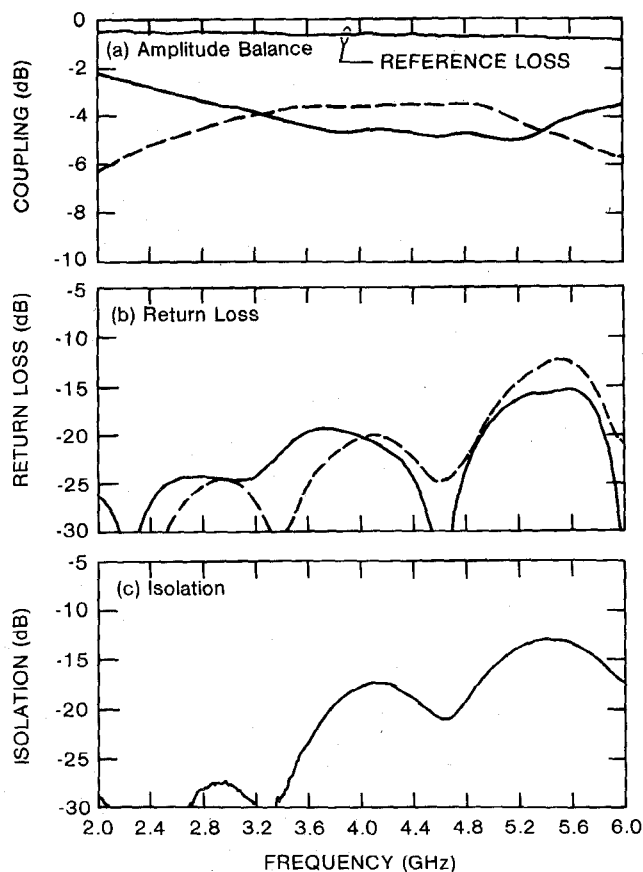 0
(a) Amplitude Balance
REFERENCE LOSS
-2
-4
-6
-8
-10
COUPLING (dB)
-5
(b) Return Loss
-10
-15
-20
-25
-30
RETURN LOSS (dB)
-5
(c) Isolation
-10
-15
-20
-25
-30
ISOLATION (dB)
2.0 2.4 2.8 3.2 3.6 4.0 4.4 4.8 5.2 5.6 6.0
FREQUENCY (GHz)